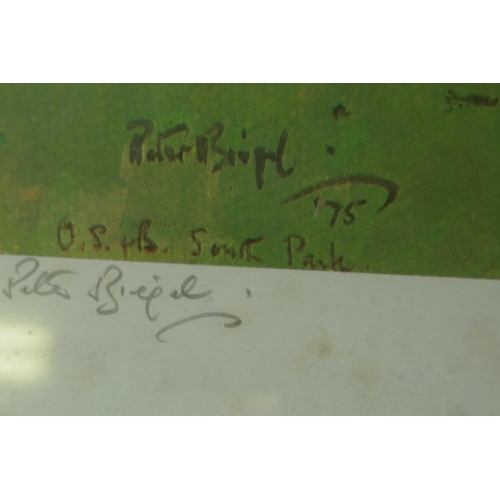 Peter Biegel
'75
O.S. & B. South Park.
Peter Biegel